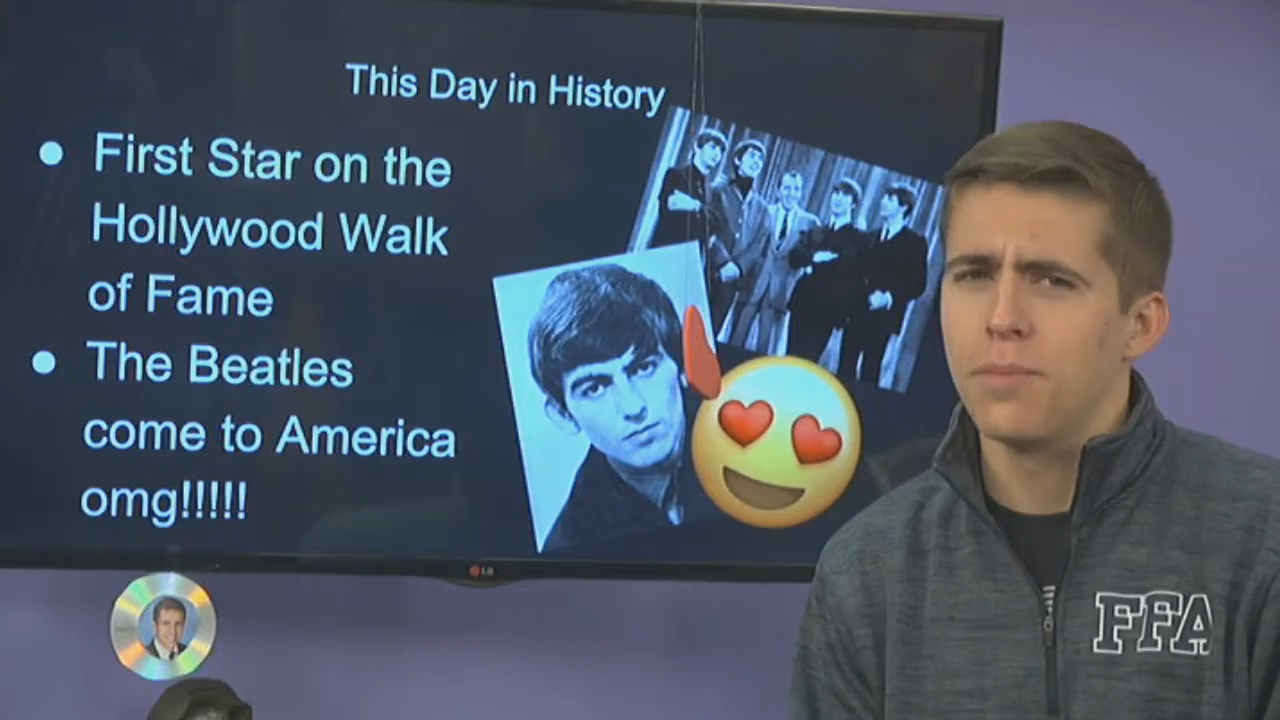 This Day in History
● First Star on the
Hollywood Walk
of Fame
● The Beatles
come to America
omg!!!!!
LG
FFA